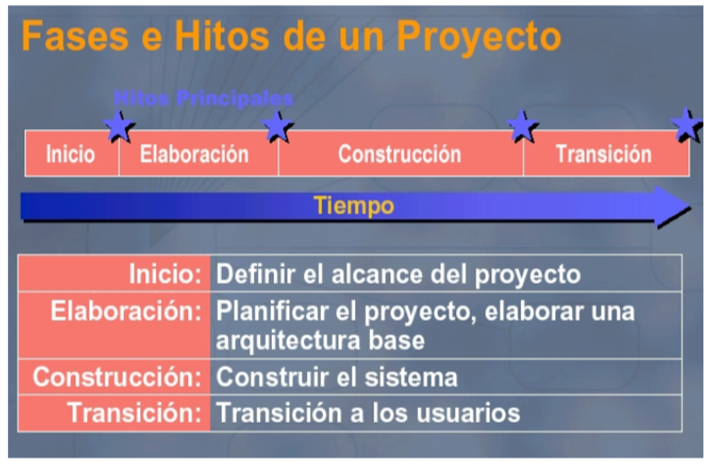 Fases e Hitos de un Proyecto
Hitos Principales
Inicio Elaboración Construcción Transición
Tiempo
Inicio: Definir el alcance del proyecto
Elaboración: Planificar el proyecto, elaborar una
arquitectura base
Construcción: Construir el sistema
Transición: Transición a los usuarios